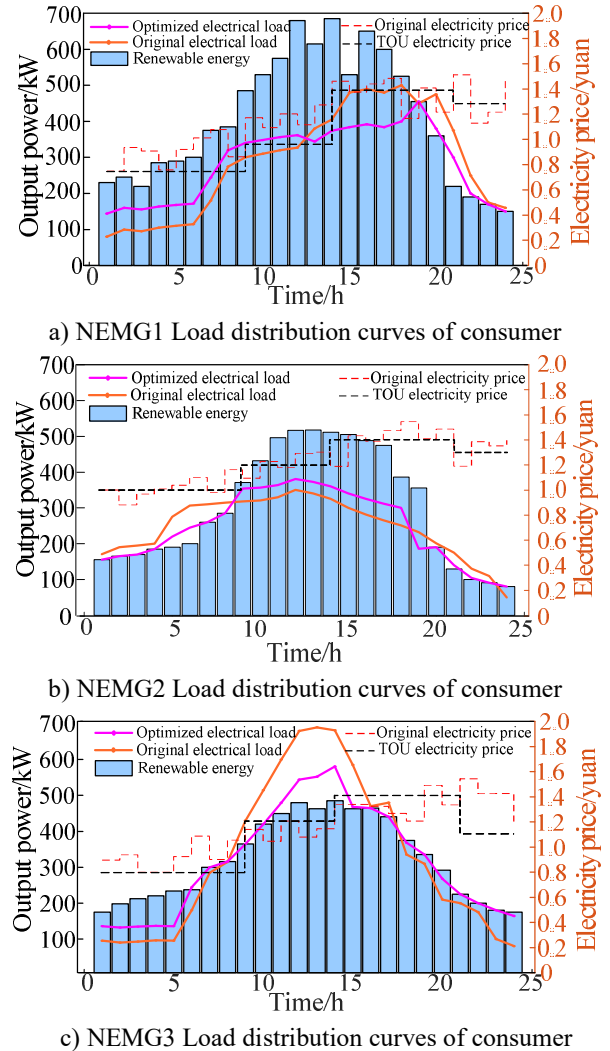 700
600
500
400
300
200
100
0
Output power/kW
Optimized electrical load
Original electrical load
Renewable energy
Original electricity price
TOU electricity price
2.0
1.8
1.6
1.4
1.2
1.0
0.8
0.6
0.4
0.2
0
Electricity price/yuan
0 5 10 15 20 25
Time/h
a) NEMG1 Load distribution curves of consumer
700
600
500
400
300
200
100
0
Output power/kW
Optimized electrical load
Original electrical load
Renewable energy
Original electricity price
TOU electricity price
2.0
1.8
1.6
1.4
1.2
1.0
0.8
0.6
0.4
0.2
0
Electricity price/yuan
0 5 10 15 20 25
Time/h
b) NEMG2 Load distribution curves of consumer
700
600
500
400
300
200
100
Output power/kW
Optimized electrical load
Original electrical load
Renewable energy
Original electricity price
TOU electricity price
2.0
1.8
1.6
1.4
1.2
1.0
0.8
0.6
0.4
0.2
0
Electricity price/yuan
0 5 10 15 20 25
Time/h
c) NEMG3 Load distribution curves of consumer